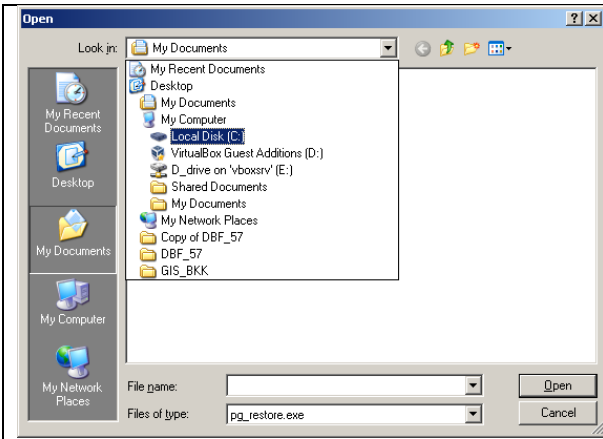 Open
Look in:
My Documents
My Recent Documents
Desktop
My Documents
My Computer
Local Disk (C:)
VirtualBox Guest Additions (D:)
D_drive on 'vboxsrv' (E:)
Shared Documents
My Documents
My Network Places
Copy of DBF_57
DBF_57
GIS_BKK
My Recent
Documents
Desktop
My Documents
My Computer
My Network
Places
File name:
Open
Files of type:
pg_restore.exe
Cancel